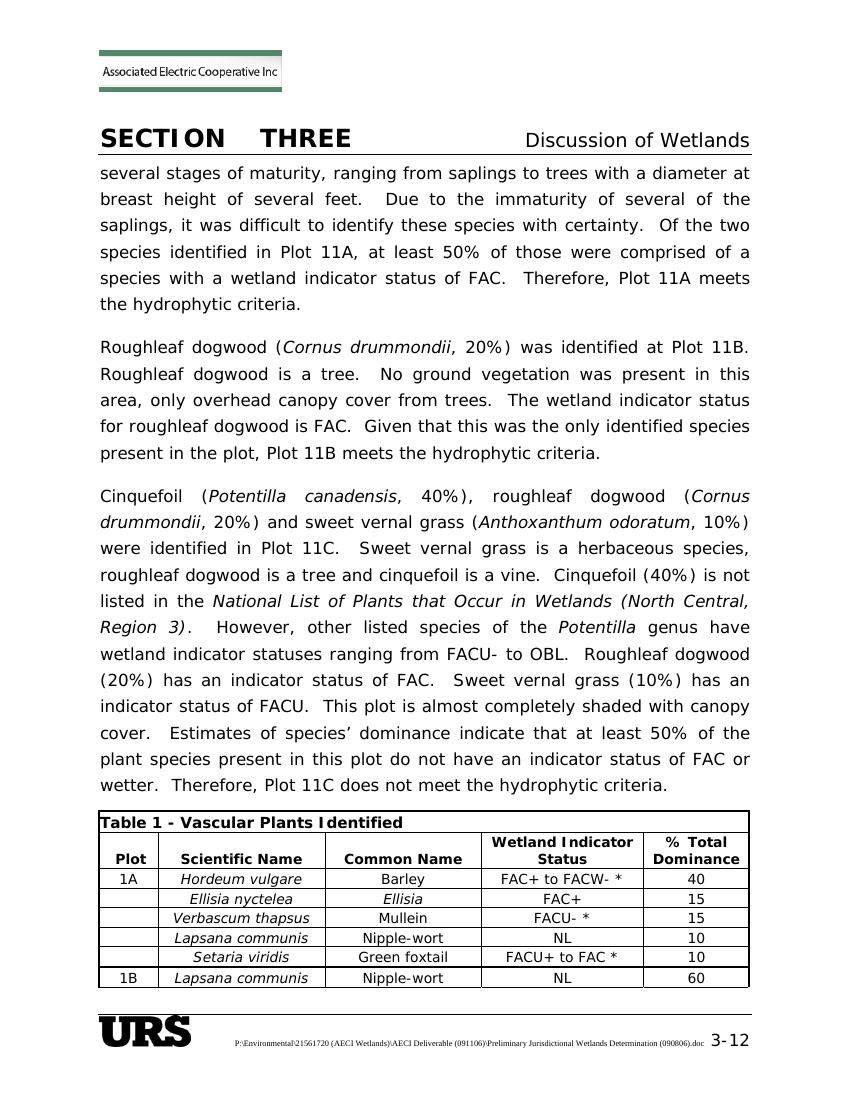 Associated Electric Cooperative Inc
SECTION THREE Discussion of Wetlands
several stages of maturity, ranging from saplings to trees with a diameter at
breast height of several feet. Due to the immaturity of several of the
saplings, it was difficult to identify these species with certainty. Of the two
species identified in Plot 11A, at least 50% of those were comprised of a
species with a wetland indicator status of FAC. Therefore, Plot 11A meets
the hydrophytic criteria.
Roughleaf dogwood (Cornus drummondii, 20%) was identified at Plot 11B.
Roughleaf dogwood is a tree. No ground vegetation was present in this
area, only overhead canopy cover from trees. The wetland indicator status
for roughleaf dogwood is FAC. Given that this was the only identified species
present in the plot, Plot 11B meets the hydrophytic criteria.
Cinquefoil (Potentilla canadensis, 40%), roughleaf dogwood (Cornus
drummondii, 20%) and sweet vernal grass (Anthoxanthum odoratum, 10%)
were identified in Plot 11C. Sweet vernal grass is a herbaceous species,
roughleaf dogwood is a tree and cinquefoil is a vine. Cinquefoil (40%) is not
listed in the National List of Plants that Occur in Wetlands (North Central,
Region 3). However, other listed species of the Potentilla genus have
wetland indicator statuses ranging from FACU- to OBL. Roughleaf dogwood
(20%) has an indicator status of FAC. Sweet vernal grass (10%) has an
indicator status of FACU. This plot is almost completely shaded with canopy
cover. Estimates of species’ dominance indicate that at least 50% of the
plant species present in this plot do not have an indicator status of FAC or
wetter. Therefore, Plot 11C does not meet the hydrophytic criteria.
Table 1 - Vascular Plants Identified
Plot Scientific Name Common Name Wetland Indicator Status % Total Dominance
1A Hordeum vulgare Barley FAC+ to FACW- * 40
Ellisia nyctelea Ellisia FAC+ 15
Verbascum thapsus Mullein FACU- * 15
Lapsana communis Nipple-wort NL 10
Setaria viridis Green foxtail FACU+ to FAC * 10
1B Lapsana communis Nipple-wort NL 60
URS P:\Environmental\21561720 (AECI Wetlands)\AECI Deliverable (091106)\Preliminary Jurisdictional Wetlands Determination (090806).doc 3-12